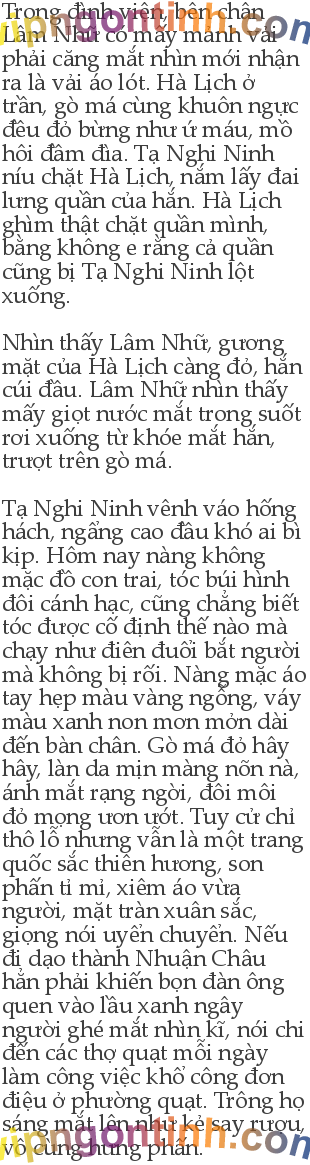 Trong đình viện, bên chân
Lâm Nhữ có mấy mảnh vải
phải căng mắt nhìn mới nhận
ra là vải áo lót. Hà Lịch ở
trần, gò má cùng khuôn ngực
đều đỏ bừng như ứ máu, mồ
hôi đầm đìa. Tạ Nghi Ninh
níu chặt Hà Lịch, nắm lấy đai
lưng quần của hắn. Hà Lịch
ghìm thật chặt quần mình,
bằng không e rằng cả quần
cũng bị Tạ Nghi Ninh lột
xuống.
Nhìn thấy Lâm Nhữ, gương
mặt của Hà Lịch càng đỏ, hắn
cúi đầu. Lâm Nhữ nhìn thấy
mấy giọt nước mắt trong suốt
rơi xuống từ khóe mắt hắn,
trượt trên gò má.
Tạ Nghi Ninh vênh váo hống
hách, ngẩng cao đầu khó ai bì
kịp. Hôm nay nàng không
mặc đồ con trai, tóc búi hình
đôi cánh hạc, cũng chẳng biết
tóc được cố định thế nào mà
chạy như điên đuổi bắt người
mà không bị rối. Nàng mặc áo
tay hẹp màu vàng ngỗng, váy
màu xanh non mơn mởn dài
đến bàn chân. Gò má đỏ hây
hây, làn da mịn màng nõn nà,
ánh mắt rạng ngời, đôi môi
đỏ mọng ươn ướt. Tuy cử chỉ
thô lỗ nhưng vẫn là một trang
quốc sắc thiên hương, son
phấn tỉ mỉ, xiêm áo vừa
người, mặt tràn xuân sắc,
giọng nói uyển chuyển. Nếu
đi dạo thành Nhuận Châu
hẳn phải khiến bọn đàn ông
quen vào lầu xanh ngây
người ghé mắt nhìn kĩ, nói chi
đến các thợ quạt mỗi ngày
làm công việc khổ công đơn
điệu ở phường quạt. Trông họ
sáng mắt lên như kẻ say rượu,
vô cùng hưng phấn.
vipngontinh.com
vipngontinh.com